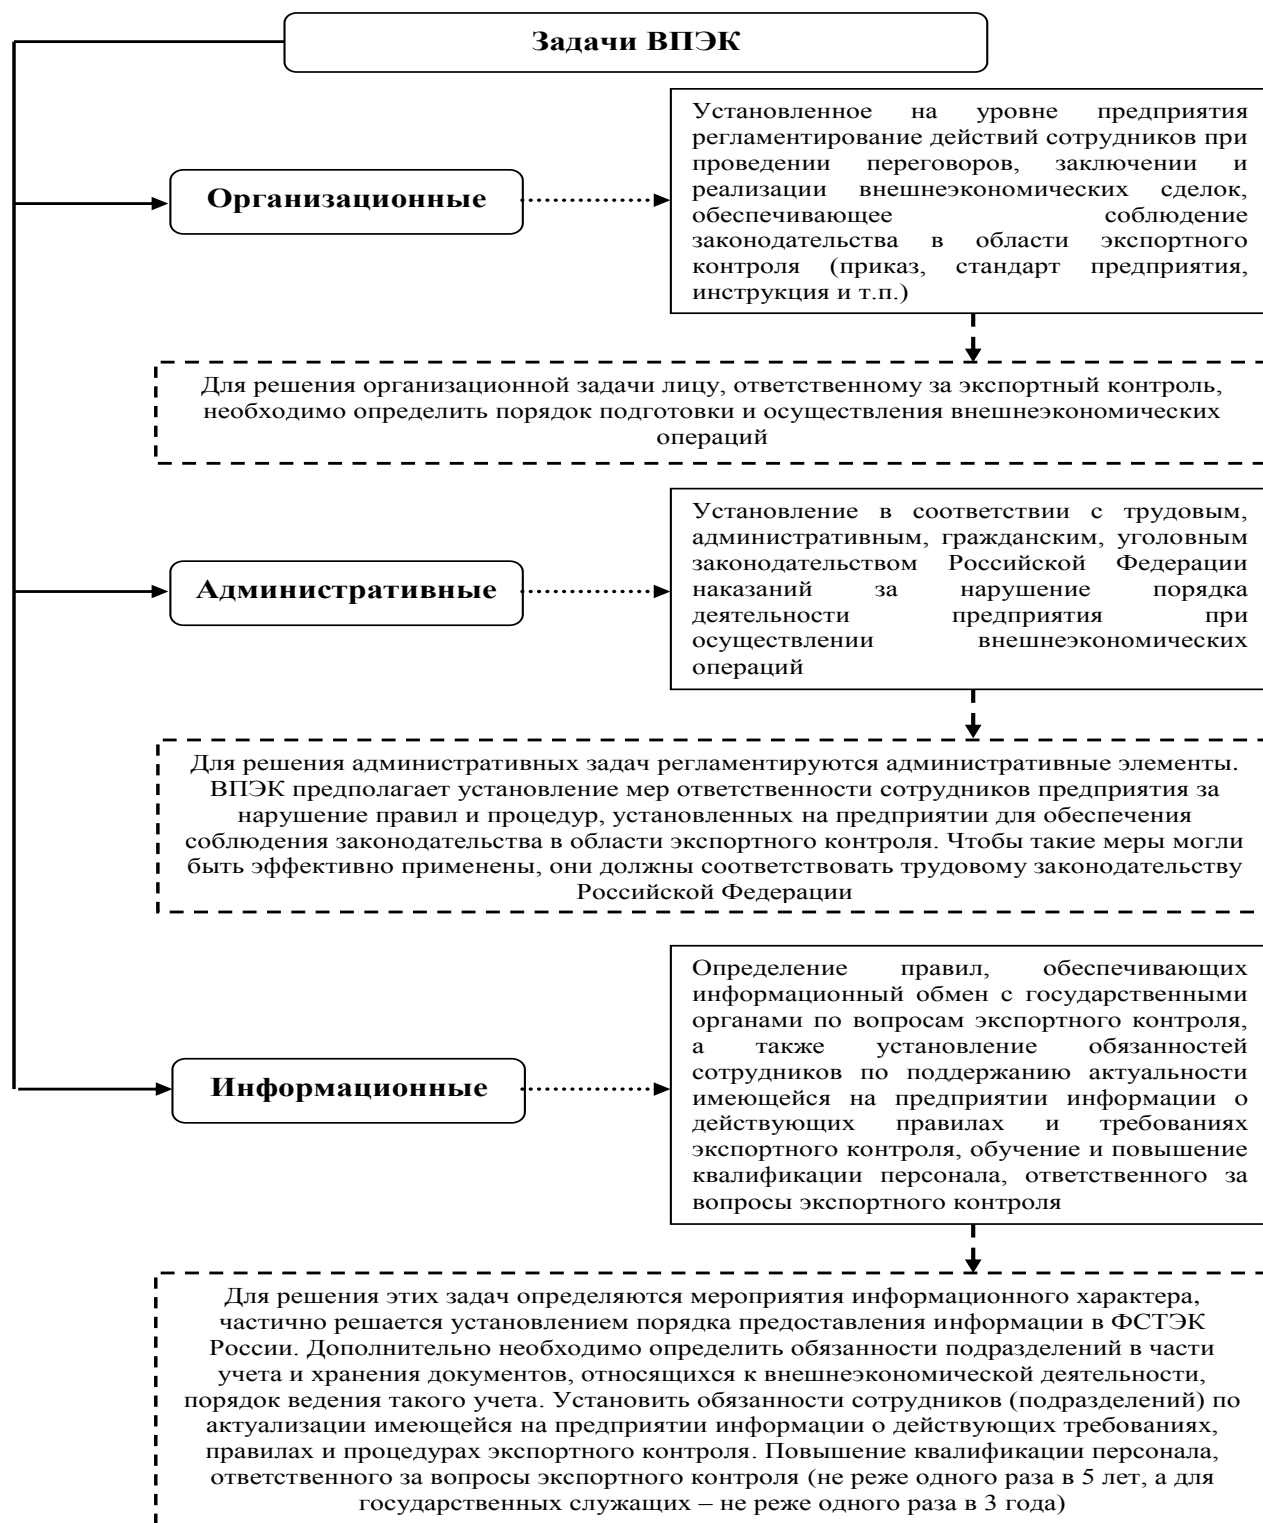 Задачи ВПЭК
Установленное на уровне предприятия
регламентирование действий сотрудников при
проведении переговоров, заключении и
реализации внешнеэкономических сделок,
обеспечивающее соблюдение
законодательства в области экспортного
контроля (приказ, стандарт предприятия,
инструкция и т.п.)
Организационные
Для решения организационной задачи лицу, ответственному за экспортный контроль,
необходимо определить порядок подготовки и осуществления внешнеэкономических
операций
Установление в соответствии с трудовым,
административным, гражданским, уголовным
законодательством Российской Федерации
наказаний за нарушение порядка
деятельности предприятия при
осуществлении внешнеэкономических
операций
Административные
Для решения административных задач регламентируются административные элементы.
ВПЭК предполагает установление мер ответственности сотрудников предприятия за
нарушение правил и процедур, установленных на предприятии для обеспечения
соблюдения законодательства в области экспортного контроля. Чтобы такие меры могли
быть эффективно применены, они должны соответствовать трудовому законодательству
Российской Федерации
Определение правил, обеспечивающих
информационный обмен с государственными
органами по вопросам экспортного контроля,
а также установление обязанностей
сотрудников по поддержанию актуальности
имеющейся на предприятии информации о
действующих правилах и требованиях
экспортного контроля, обучение и повышение
квалификации персонала, ответственного за
вопросы экспортного контроля
Информационные
Для решения этих задач определяются мероприятия информационного характера,
частично решается установлением порядка предоставления информации в ФСТЭК
России. Дополнительно необходимо определить обязанности подразделений в части
учета и хранения документов, относящихся к внешнеэкономической деятельности,
порядок ведения такого учета. Установить обязанности сотрудников (подразделений) по
актуализации имеющейся на предприятии информации о действующих требованиях,
правилах и процедурах экспортного контроля. Повышение квалификации персонала,
ответственного за вопросы экспортного контроля (не реже одного раза в 5 лет, а для
государственных служащих – не реже одного раза в 3 года)